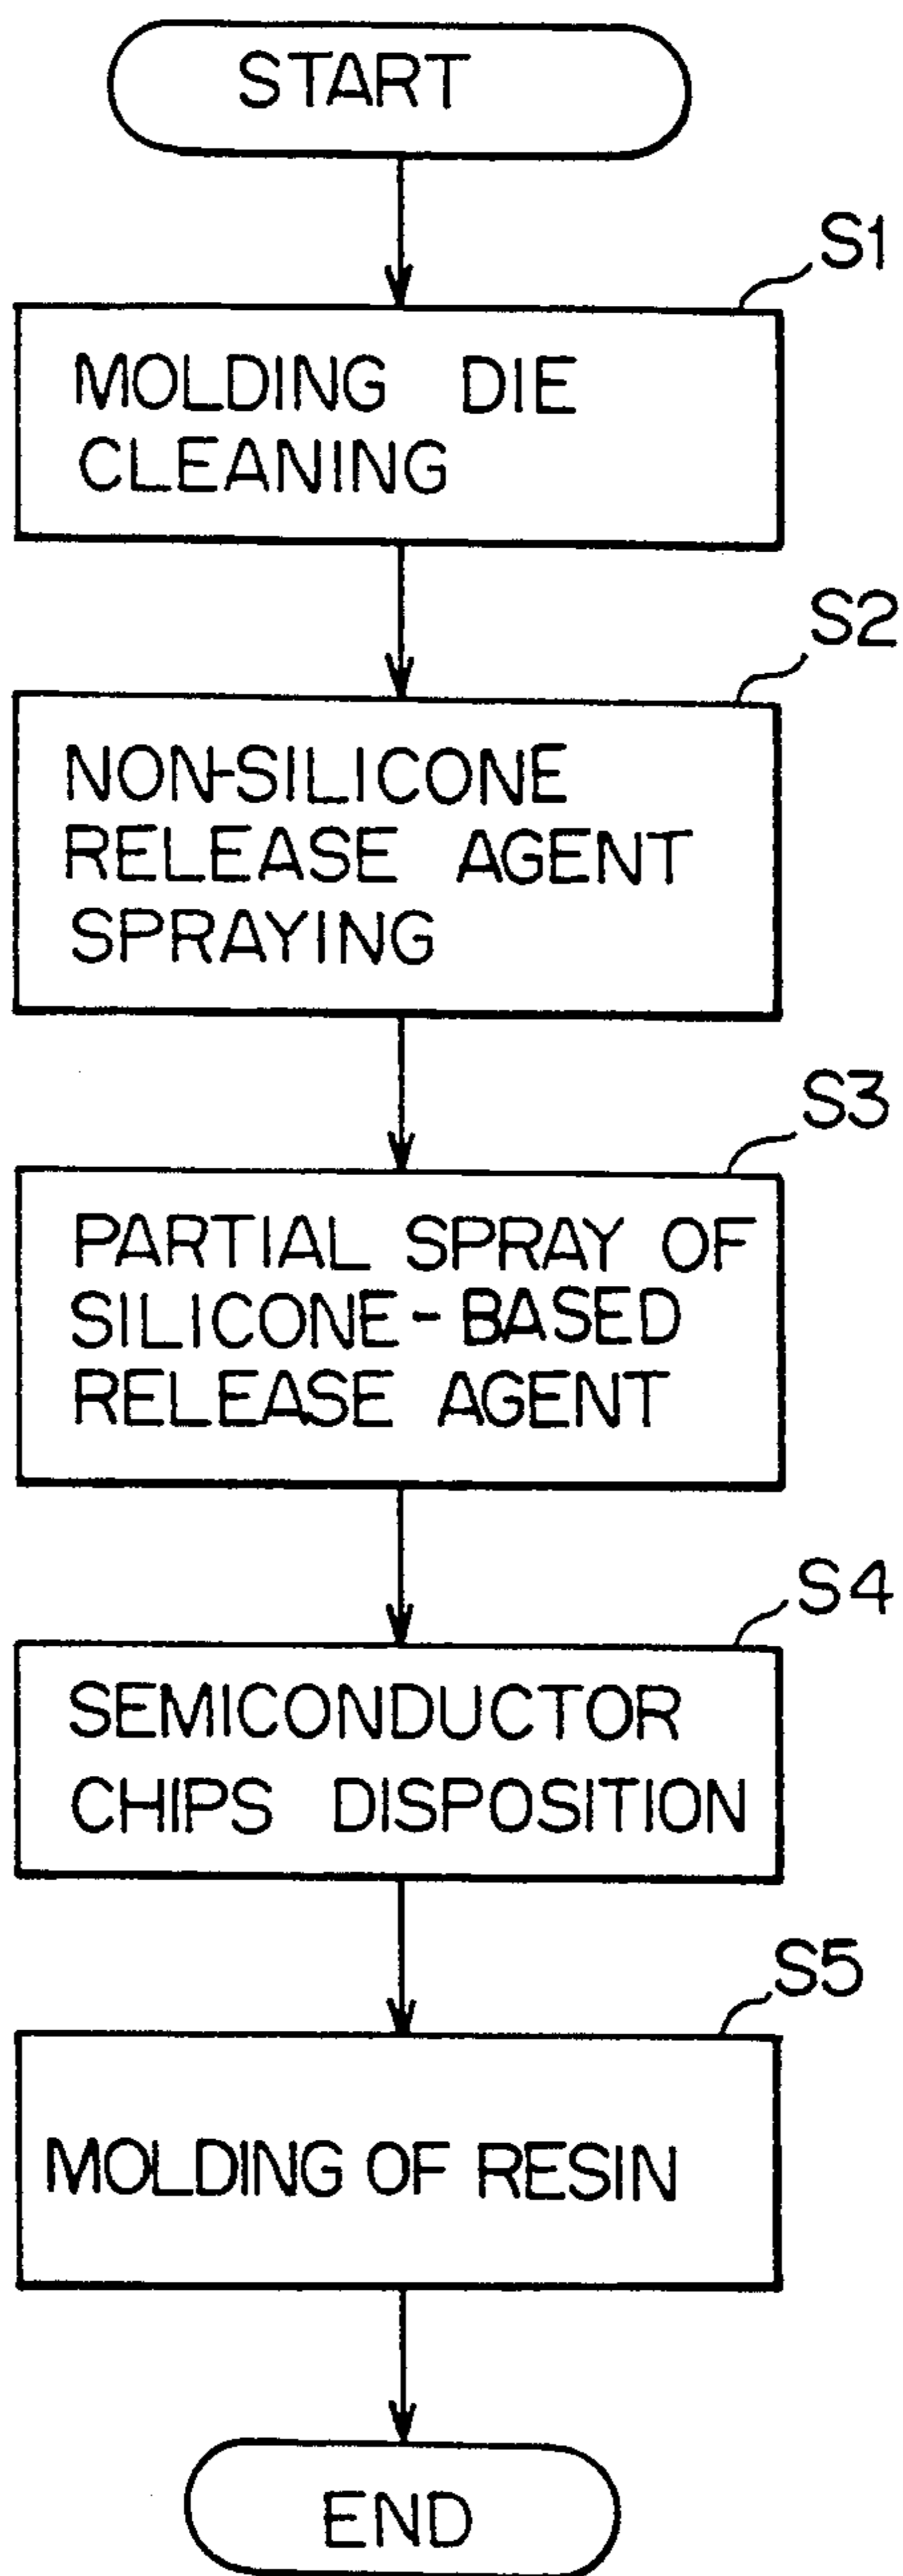 START
S1
MOLDING DIE
CLEANING
S2
NON-SILICONE
RELEASE AGENT
SPRAYING
S3
PARTIAL SPRAY OF
SILICONE-BASED
RELEASE AGENT
S4
SEMICONDUCTOR
CHIPS DISPOSITION
S5
MOLDING OF RESIN
END